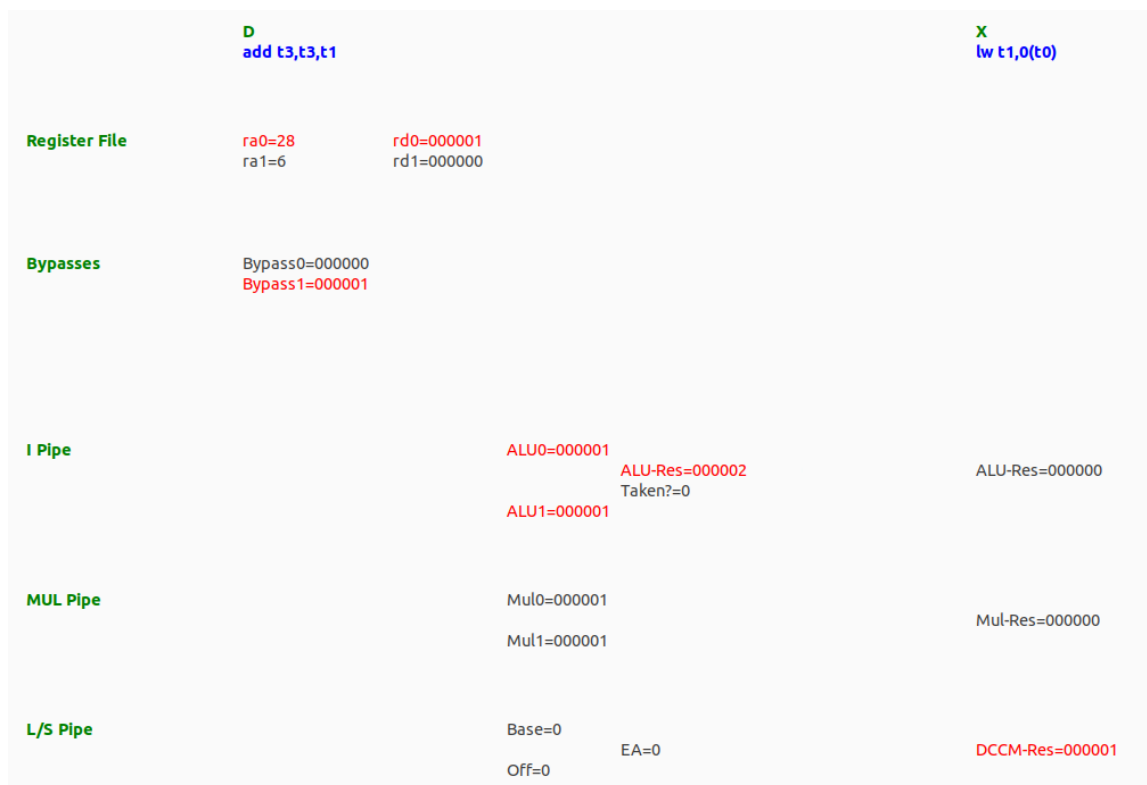 D X
add t3,t3,t1 lw t1,0(t0)
Register File ra0=28 rd0=000001
ra1=6 rd1=000000
Bypasses Bypass0=000000
Bypass1=000001
I Pipe ALU0=000001
ALU-Res=000002 ALU-Res=000000
Taken?=0
ALU1=000001
MUL Pipe Mul0=000001
Mul-Res=000000
Mul1=000001
L/S Pipe Base=0
EA=0 DCCM-Res=000001
Off=0